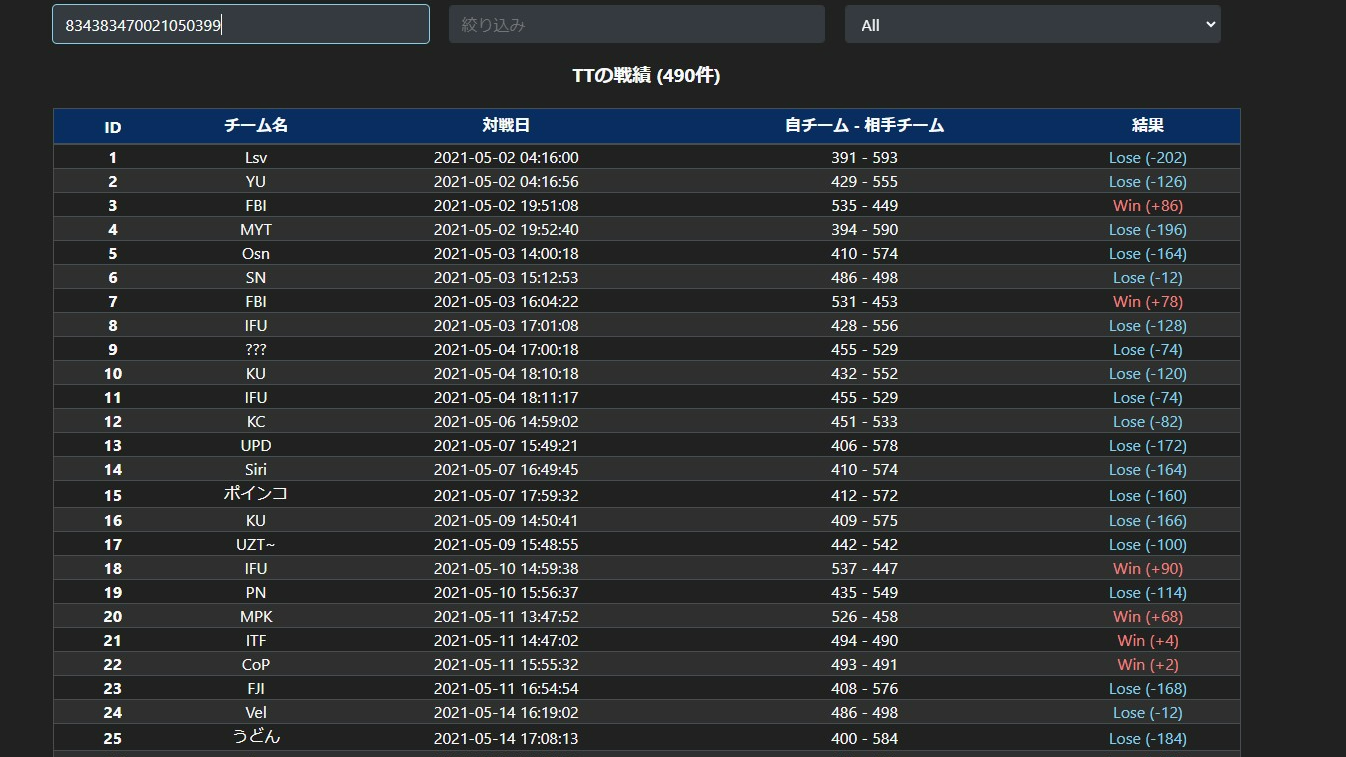 834383470021050399 絞り込み All
TTの戦績 (490件)
ID チーム名 対戦日 自チーム - 相手チーム 結果
1 Lsv 2021-05-02 04:16:00 391 - 593 Lose (-202)
2 YU 2021-05-02 04:16:56 429 - 555 Lose (-126)
3 FBI 2021-05-02 19:51:08 535 - 449 Win (+86)
4 MYT 2021-05-02 19:52:40 394 - 590 Lose (-196)
5 Osn 2021-05-03 14:00:18 410 - 574 Lose (-164)
6 SN 2021-05-03 15:12:53 486 - 498 Lose (-12)
7 FBI 2021-05-03 16:04:22 531 - 453 Win (+78)
8 IFU 2021-05-03 17:01:08 428 - 556 Lose (-128)
9 ??? 2021-05-04 17:00:18 455 - 529 Lose (-74)
10 KU 2021-05-04 18:10:18 432 - 552 Lose (-120)
11 IFU 2021-05-04 18:11:17 455 - 529 Lose (-74)
12 KC 2021-05-06 14:59:02 451 - 533 Lose (-82)
13 UPD 2021-05-07 15:49:21 406 - 578 Lose (-172)
14 Siri 2021-05-07 16:49:45 410 - 574 Lose (-164)
15 ポインコ 2021-05-07 17:59:32 412 - 572 Lose (-160)
16 KU 2021-05-09 14:50:41 409 - 575 Lose (-166)
17 UZT~ 2021-05-09 15:48:55 442 - 542 Lose (-100)
18 IFU 2021-05-10 14:59:38 537 - 447 Win (+90)
19 PN 2021-05-10 15:56:37 435 - 549 Lose (-114)
20 MPK 2021-05-11 13:47:52 526 - 458 Win (+68)
21 ITF 2021-05-11 14:47:02 494 - 490 Win (+4)
22 CoP 2021-05-11 15:55:32 493 - 491 Win (+2)
23 FJI 2021-05-11 16:54:54 408 - 576 Lose (-168)
24 Vel 2021-05-14 16:19:02 486 - 498 Lose (-12)
25 うどん 2021-05-14 17:08:13 400 - 584 Lose (-184)